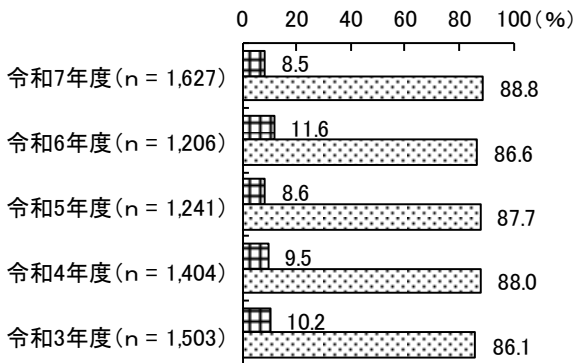 0 20 40 60 80 100(%)
令和7年度(n = 1,627) 8.5 88.8
令和6年度(n = 1,206) 11.6 86.6
令和5年度(n = 1,241) 8.6 87.7
令和4年度(n = 1,404) 9.5 88.0
令和3年度(n = 1,503) 10.2 86.1